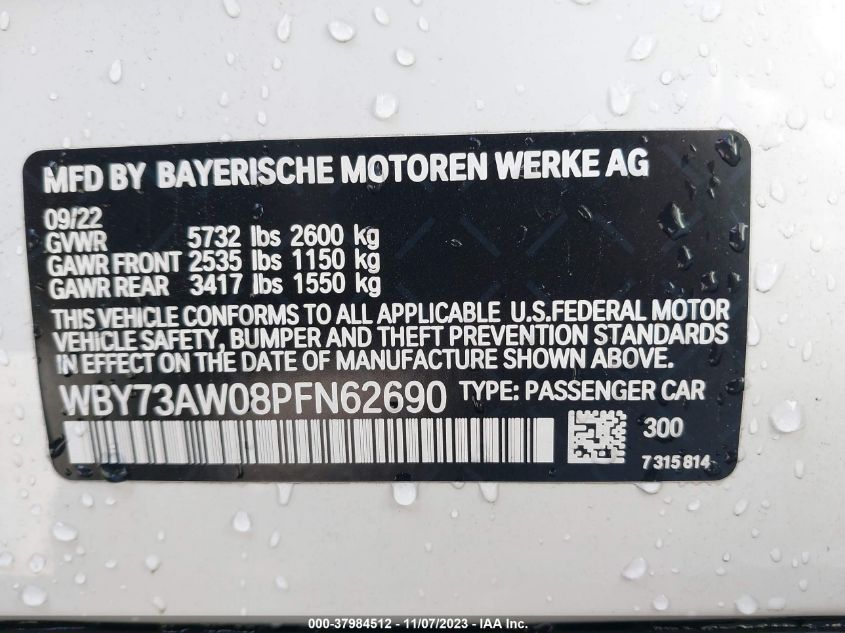 MFD BY BAYERISCHE MOTOREN WERKE AG
09/22
GVWR 5732 lbs 2600 kg
GAWR FRONT 2535 lbs 1150 kg
GAWR REAR 3417 lbs 1550 kg
THIS VEHICLE CONFORMS TO ALL APPLICABLE U.S.FEDERAL MOTOR
VEHICLE SAFETY, BUMPER AND THEFT PREVENTION STANDARDS
IN EFFECT ON THE DATE OF MANUFACTURE SHOWN ABOVE.
WBY73AW08PFN62690 TYPE: PASSENGER CAR
300
7 315 814
000-37984512 - 11/07/2023 - IAA Inc.